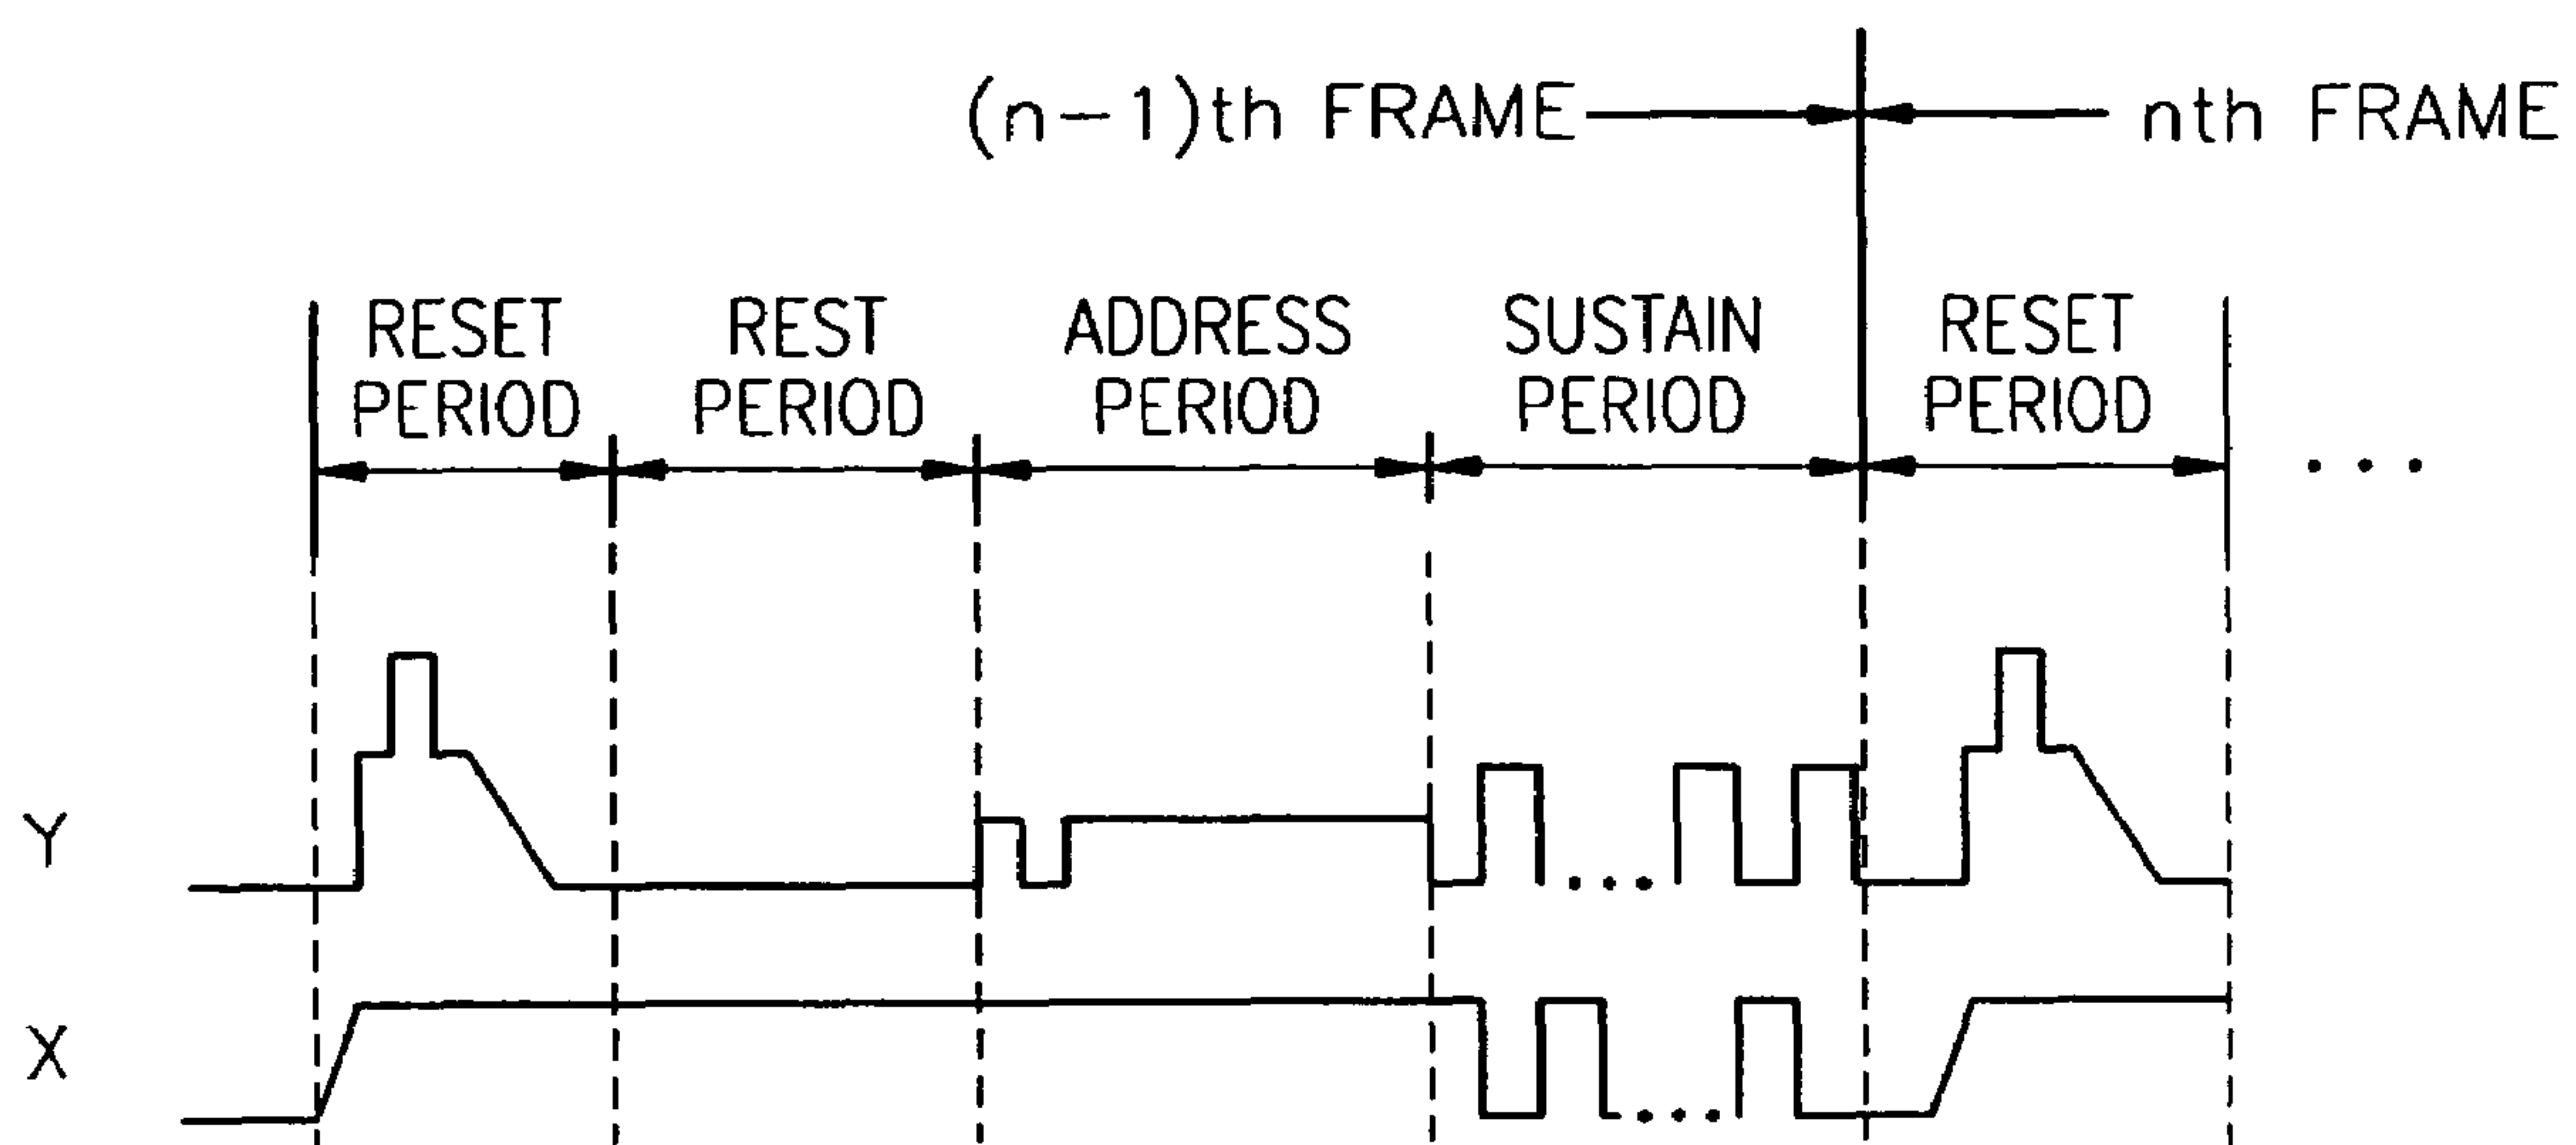 (n-1)th FRAME nth FRAME
RESET PERIOD
REST PERIOD
ADDRESS PERIOD
SUSTAIN PERIOD
RESET PERIOD
. . .
Y
X